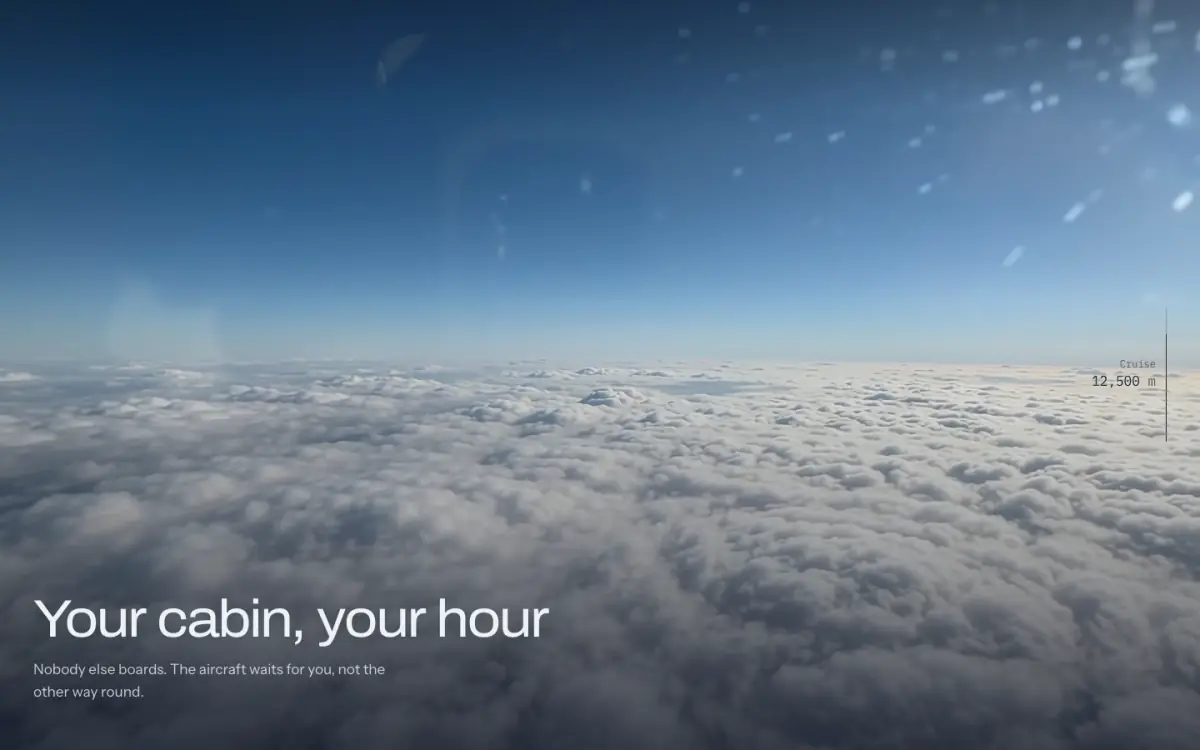 Cruise
12,500 m
Your cabin, your hour
Nobody else boards. The aircraft waits for you, not the
other way round.